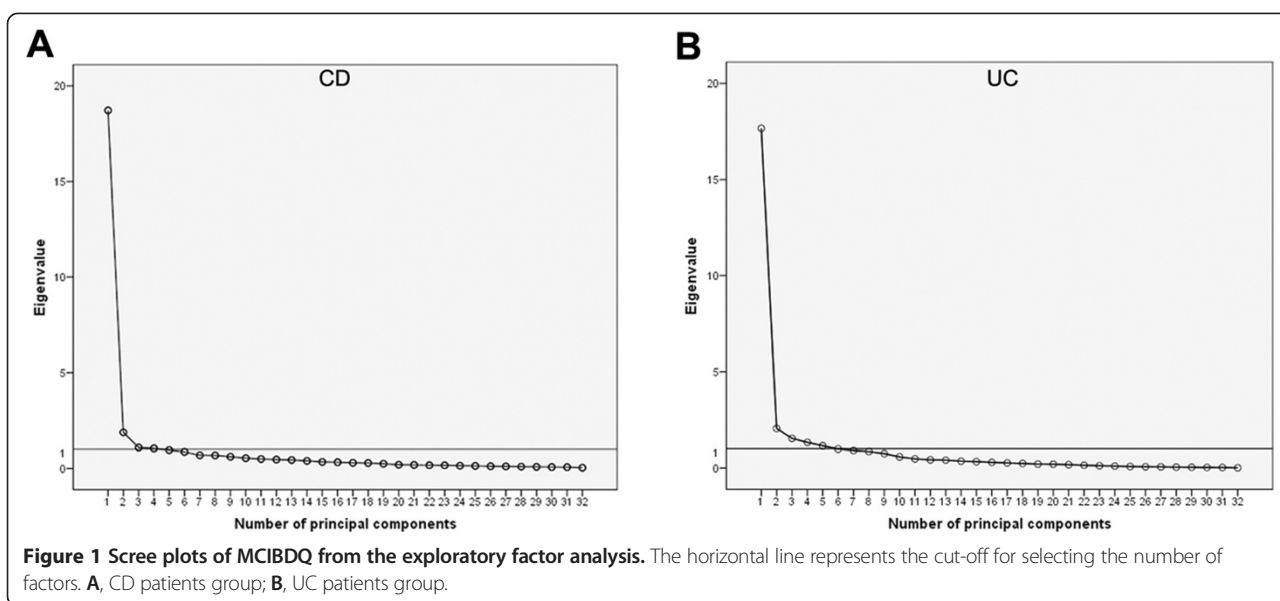 A
CD
20
15
10
5
1
0
Eigenvalue
1 2 3 4 5 6 7 8 9 10 11 12 13 14 15 16 17 18 19 20 21 22 23 24 25 26 27 28 29 30 31 32
Number of principal components
B
UC
20
15
10
5
1
0
Eigenvalue
1 2 3 4 5 6 7 8 9 10 11 12 13 14 15 16 17 18 19 20 21 22 23 24 25 26 27 28 29 30 31 32
Number of principal components
Figure 1 Scree plots of MCIBDQ from the exploratory factor analysis. The horizontal line represents the cut-off for selecting the number of
factors. A, CD patients group; B, UC patients group.